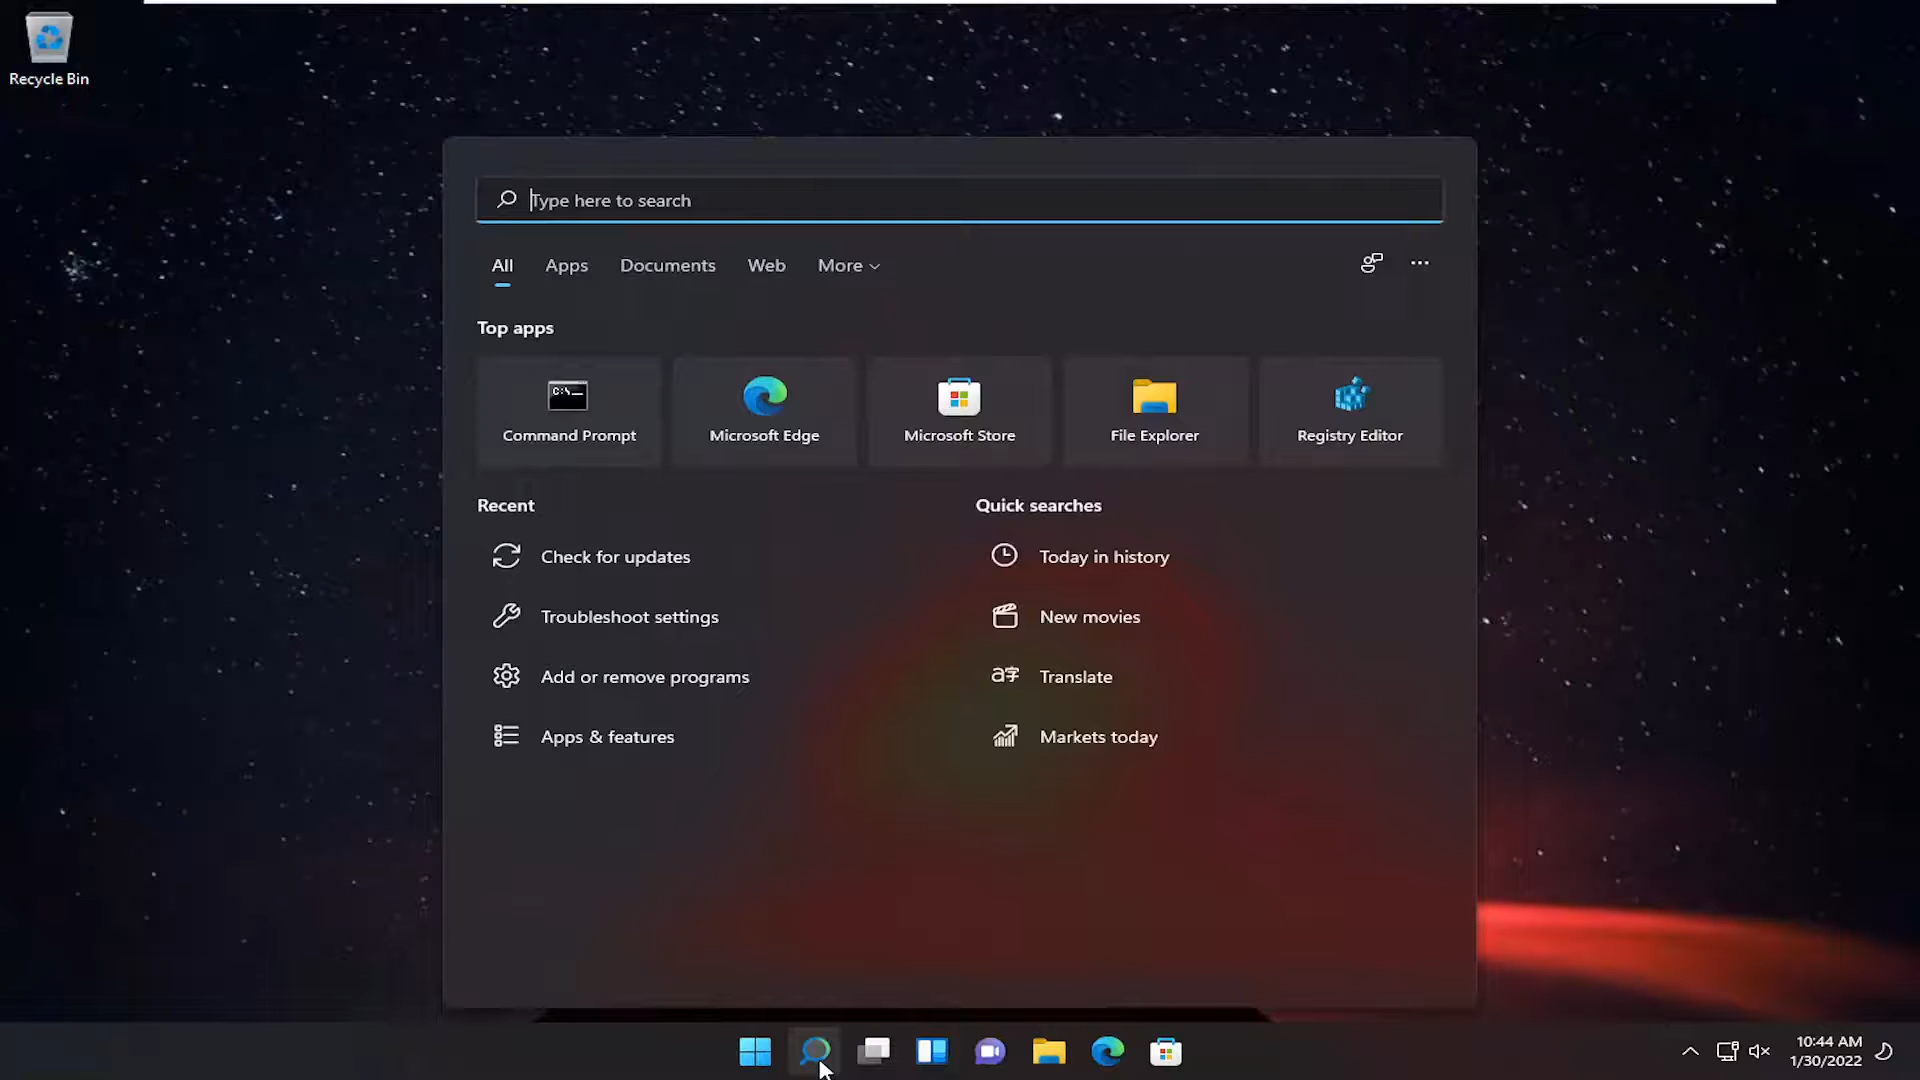 Recycle Bin
Type here to search
All Apps Documents Web More
Top apps
C:\
Command Prompt Microsoft Edge Microsoft Store File Explorer Registry Editor
Recent Quick searches
Check for updates Today in history
Troubleshoot settings New movies
a字
Add or remove programs Translate
Apps & features Markets today
10:44 AM
1/30/2022